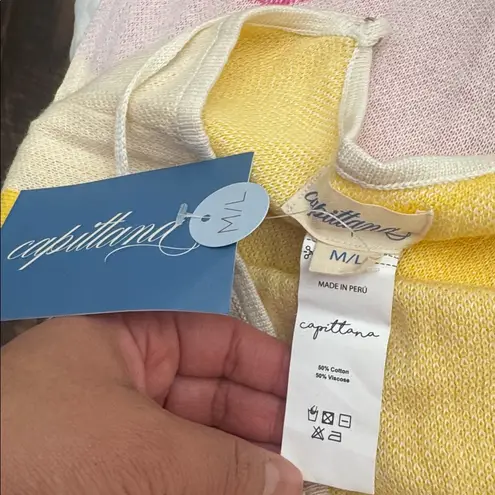 capittana
M/L
capittana
M/L
MADE IN PERÚ
capittana
50% Cotton
50% Viscose